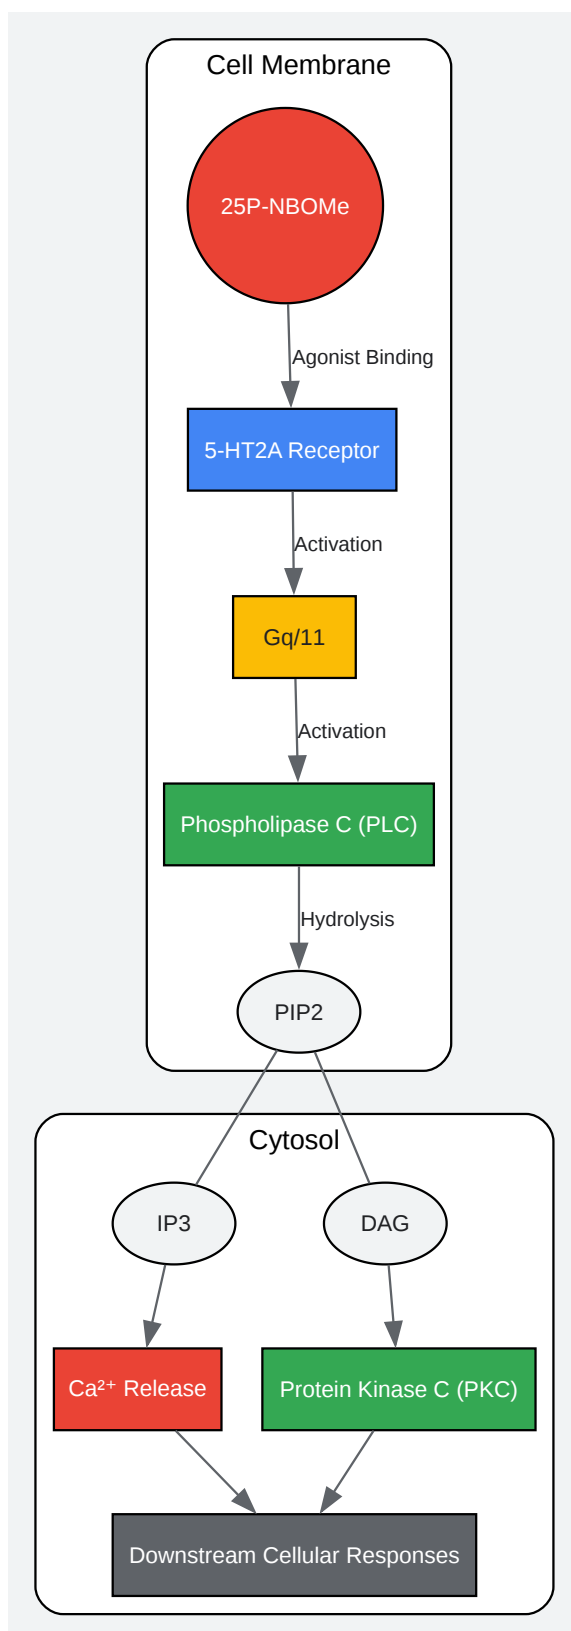 Cell Membrane
25P-NBOMe
Agonist Binding
5-HT2A Receptor
Activation
Gq/11
Activation
Phospholipase C (PLC)
Hydrolysis
PIP2
Cytosol
IP3
DAG
Ca²⁺ Release
Protein Kinase C (PKC)
Downstream Cellular Responses